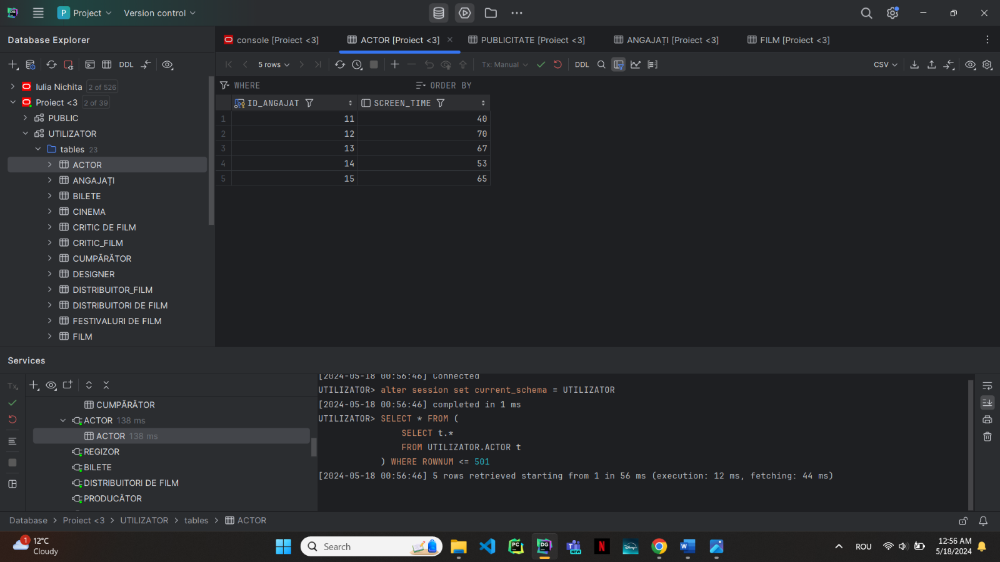 DG
P Project
Version control
Database Explorer
console [Proiect <3]
ACTOR [Proiect <3]
PUBLICITATE [Proiect <3]
ANGAJAȚI [Proiect <3]
FILM [Proiect <3]
DDL
5 rows
Tx: Manual
DDL
CSV
WHERE
ORDER BY
Iulia Nichita 2 of 526
Proiect <3 2 of 39
PUBLIC
UTILIZATOR
tables 23
ACTOR
ANGAJAȚI
BILETE
CINEMA
CRITIC DE FILM
CRITIC_FILM
CUMPĂRĂTOR
DESIGNER
DISTRIBUITOR_FILM
DISTRIBUITORI DE FILM
FESTIVALURI DE FILM
FILM
ID_ANGAJAT SCREEN_TIME
1 11 40
2 12 70
3 13 67
4 14 53
5 15 65
Services
Tx
CUMPĂRĂTOR
ACTOR 138 ms
ACTOR 138 ms
REGIZOR
BILETE
DISTRIBUITORI DE FILM
PRODUCĂTOR
[2024-05-18 00:56:46] Connected
UTILIZATOR> alter session set current_schema = UTILIZATOR
[2024-05-18 00:56:46] completed in 1 ms
UTILIZATOR> SELECT * FROM (
SELECT t.*
FROM UTILIZATOR.ACTOR t
) WHERE ROWNUM <= 501
[2024-05-18 00:56:46] 5 rows retrieved starting from 1 in 56 ms (execution: 12 ms, fetching: 44 ms)
Database > Proiect <3 > UTILIZATOR > tables > ACTOR
1
12°C
Cloudy
Search
PC
DG
NEW
N
Disney+
W
ROU
12:56 AM
5/18/2024